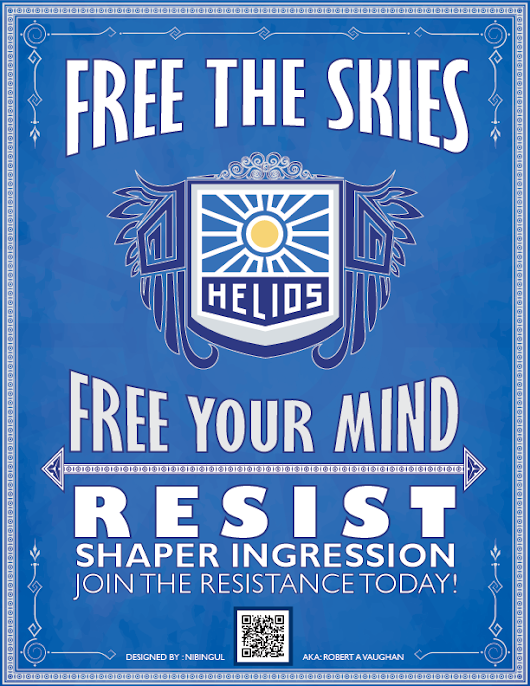 FREE THE SKIES
HELIOS
FREE YOUR MIND
RESIST
SHAPER INGRESSION
JOIN THE RESISTANCE TODAY!
DESIGNED BY : NIBINGUL AKA: ROBERT A VAUGHAN